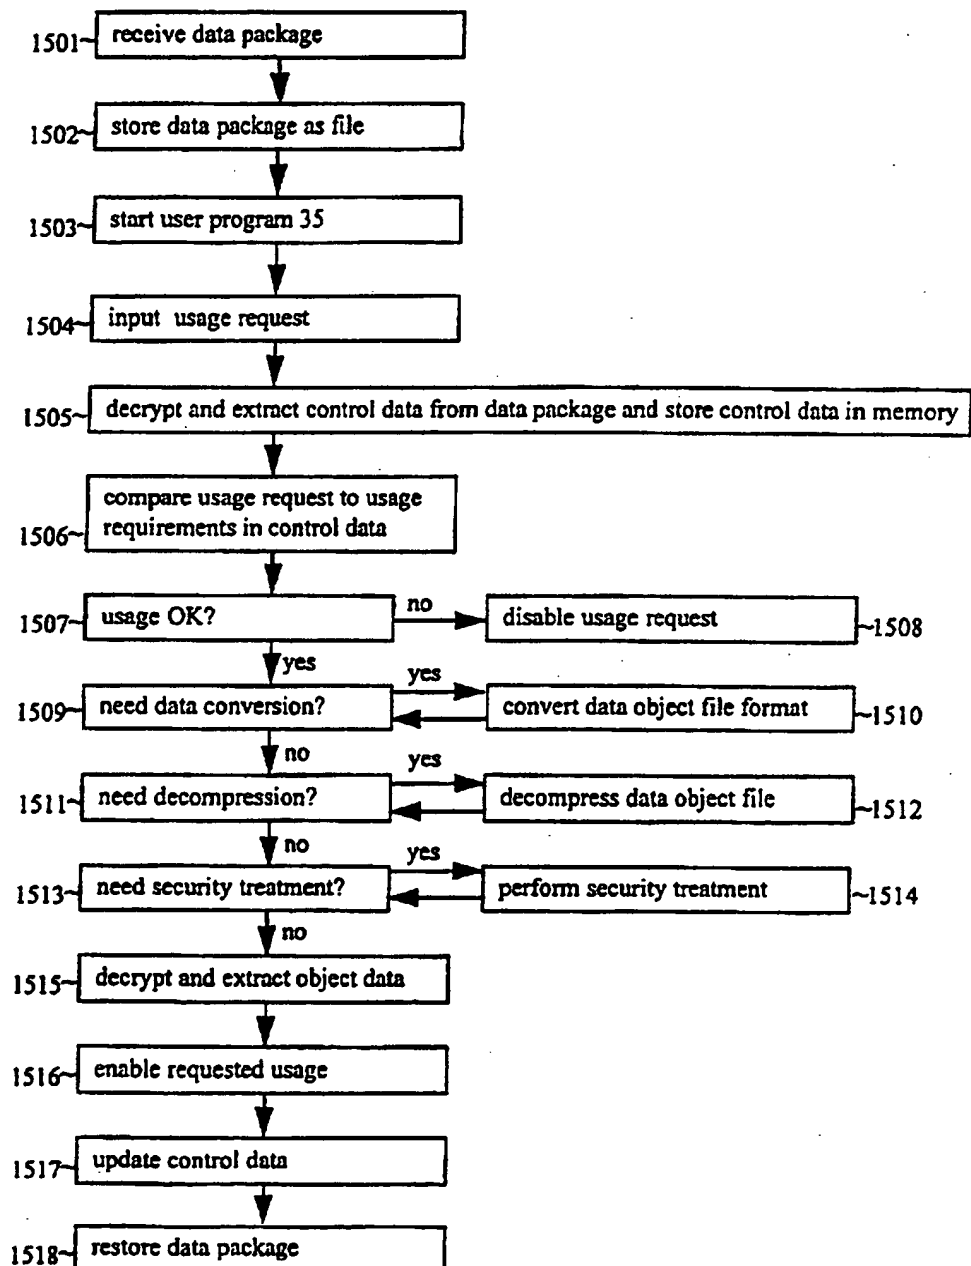 1501 receive data package
1502 store data package as file
1503 start user program 35
1504 input usage request
1505 decrypt and extract control data from data package and store control data in memory
1506 compare usage request to usage
requirements in control data
1507 usage OK?
no
disable usage request 1508
yes
1509 need data conversion?
yes
convert data object file format 1510
no
1511 need decompression?
yes
decompress data object file 1512
no
1513 need security treatment?
yes
perform security treatment 1514
no
1515 decrypt and extract object data
1516 enable requested usage
1517 update control data
1518 restore data package